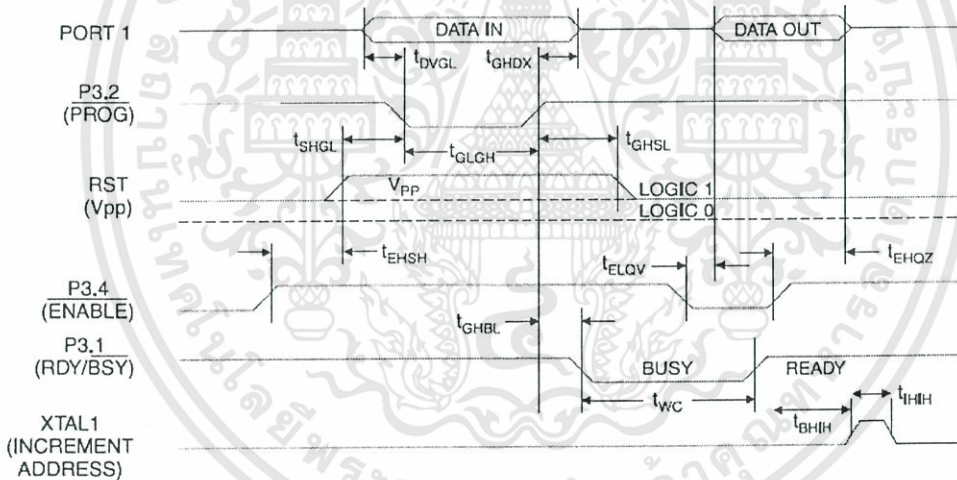 PORT 1
DATA IN
DATA OUT
tDVGL
tGHDX
P3.2
(PROG)
tSHGL
tGLGH
tGHSL
RST
(Vpp)
VPP
LOGIC 1
LOGIC 0
tEHSH
tELQV
tEHQZ
P3.4
(ENABLE)
tGHBL
P3.1
(RDY/BSY)
BUSY
READY
tWC
tBHIH
tIHIH
XTAL1
(INCREMENT
ADDRESS)